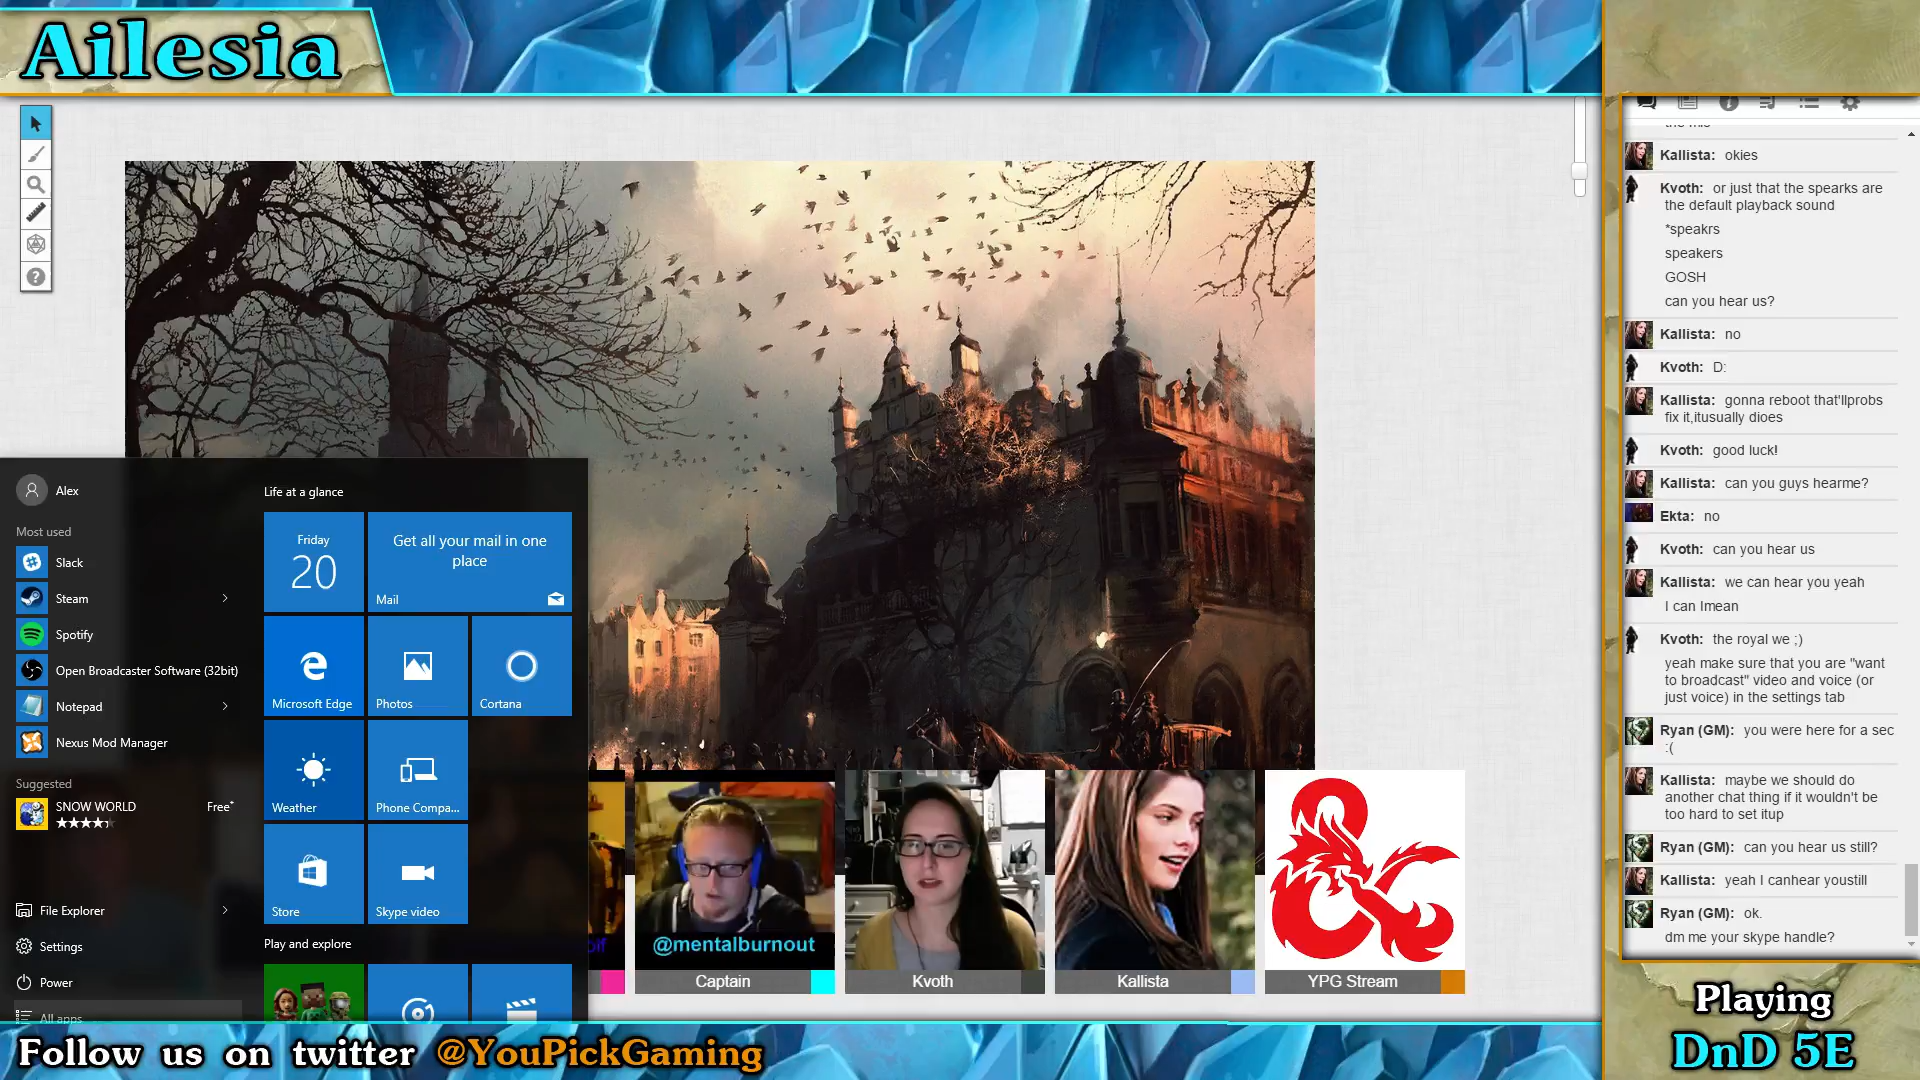 Ailesia
the mic
Kallista: okies
Kvoth: or just that the spearks are
the default playback sound
*speakrs
speakers
GOSH
can you hear us?
Kallista: no
Kvoth: D:
Kallista: gonna reboot that'llprobs
fix it,itusually dioes
Kvoth: good luck!
Kallista: can you guys hearme?
Ekta: no
Kvoth: can you hear us
Kallista: we can hear you yeah
I can Imean
Kvoth: the royal we ;)
yeah make sure that you are "want
to broadcast" video and voice (or
just voice) in the settings tab
Ryan (GM): you were here for a sec
:(
Kallista: maybe we should do
another chat thing if it wouldn't be
too hard to set itup
Ryan (GM): can you hear us still?
Kallista: yeah I canhear youstill
Ryan (GM): ok.
dm me your skype handle?
Alex
Most used
Slack
Steam
Spotify
Open Broadcaster Software (32bit)
Notepad
Nexus Mod Manager
Suggested
SNOW WORLD
Free*
File Explorer
Settings
Power
All apps
Life at a glance
Friday
20
Get all your mail in one
place
Mail
Microsoft Edge
Photos
Cortana
Weather
Phone Compa...
Store
Skype video
Play and explore
@mentalburnout
Captain
Kvoth
Kallista
YPG Stream
Follow us on twitter @YouPickGaming
Playing
DnD 5E